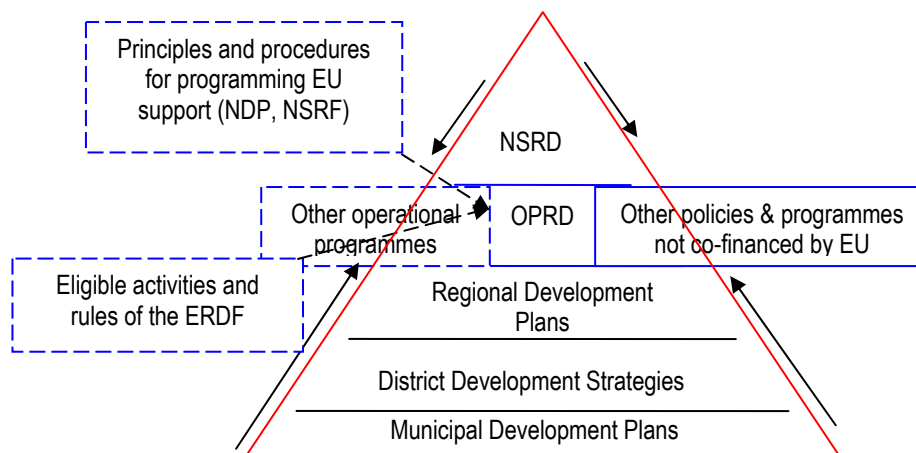 Principles and procedures
for programming EU
support (NDP, NSRF)
NSRD
Other operational
programmes
OPRD
Other policies & programmes
not co-financed by EU
Eligible activities and
rules of the ERDF
Regional Development
Plans
District Development Strategies
Municipal Development Plans